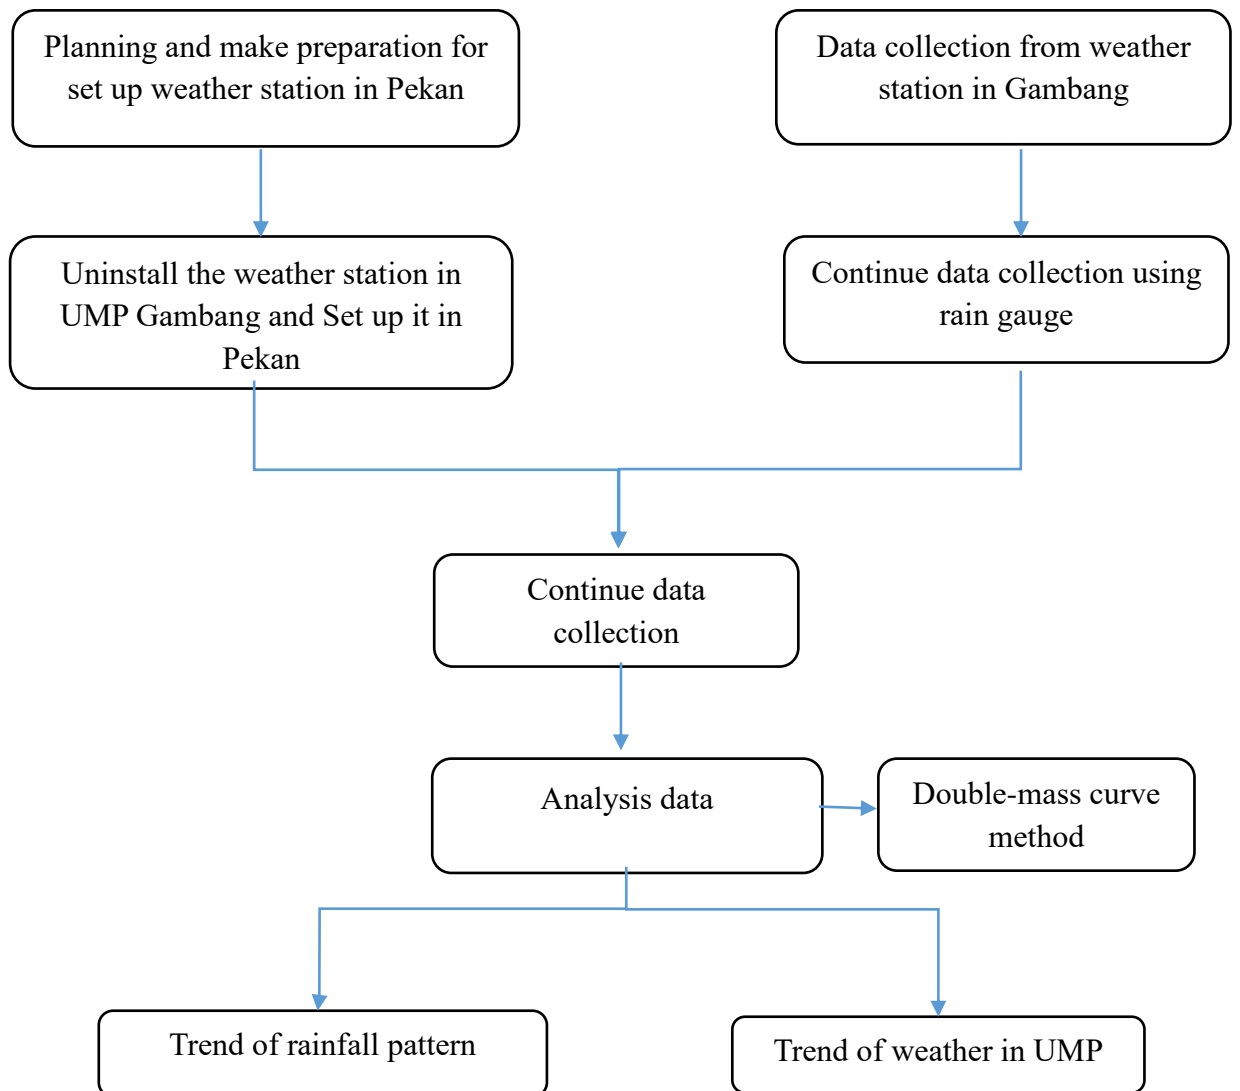 Planning and make preparation for
set up weather station in Pekan
Data collection from weather
station in Gambang
Uninstall the weather station in
UMP Gambang and Set up it in
Pekan
Continue data collection using
rain gauge
Continue data
collection
Analysis data
Double-mass curve
method
Trend of rainfall pattern
Trend of weather in UMP